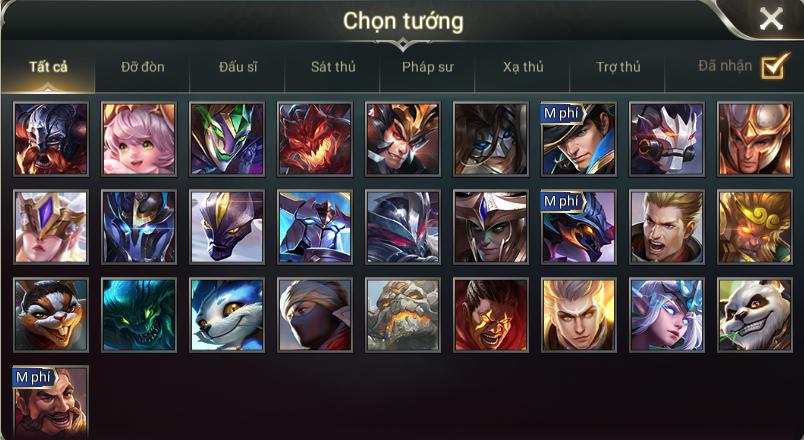 Chọn tướng
Tất cả Đỡ đòn Đấu sĩ Sát thủ Pháp sư Xạ thủ Trợ thủ Đã nhận
M phí
M phí
M phí